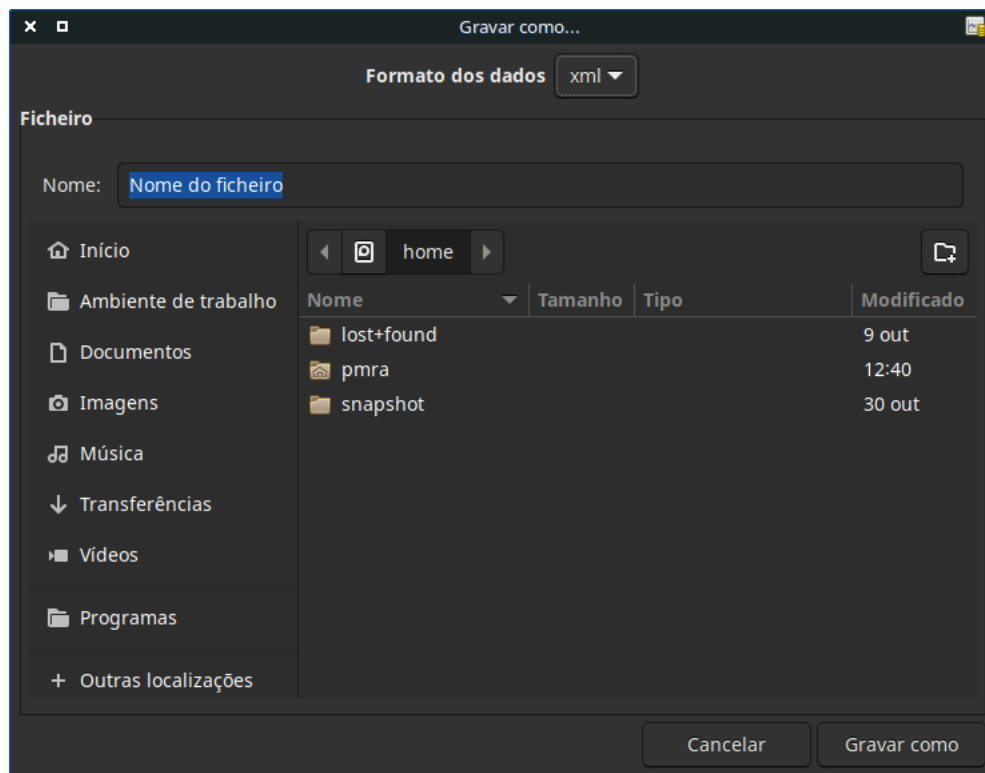 Gravar como...
Formato dos dados xml
Ficheiro
Nome: Nome do ficheiro
Início
Ambiente de trabalho
Documentos
Imagens
Música
Transferências
Vídeos
Programas
+ Outras localizações
home
Nome Tamanho Tipo Modificado
lost+found 9 out
pmra 12:40
snapshot 30 out
Cancelar Gravar como